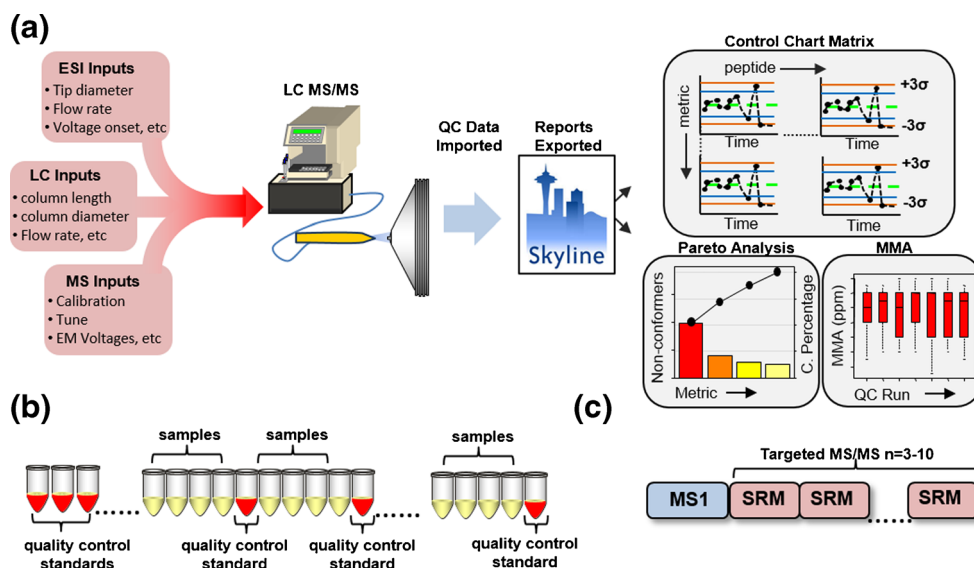 (a)
ESI Inputs
• Tip diameter
• Flow rate
• Voltage onset, etc
LC Inputs
• column length
• column diameter
• Flow rate, etc
MS Inputs
• Calibration
• Tune
• EM Voltages, etc
LC MS/MS
QC Data
Imported
Reports
Exported
Skyline
Control Chart Matrix
peptide
metric
+3σ
-3σ
Time
Time
+3σ
-3σ
Time
Time
Pareto Analysis
Non-conformers
C. Percentage
Metric
MMA
MMA (ppm)
QC Run
(b)
samples
samples
samples
quality control
standards
quality control
standard
quality control
standard
quality control
standard
(c)
Targeted MS/MS n=3-10
MS1
SRM
SRM
SRM